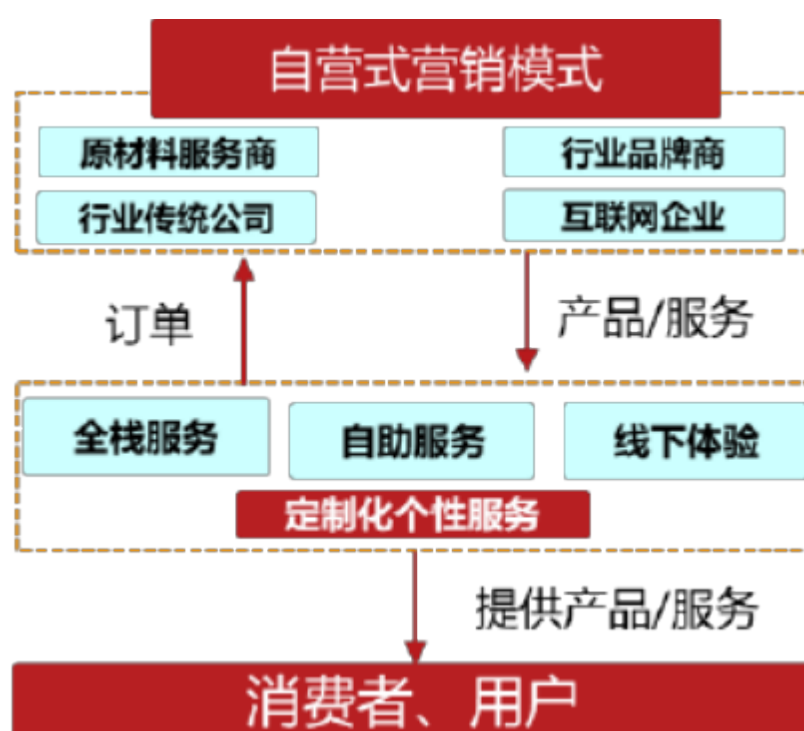 自营式营销模式
原材料服务商 行业品牌商
行业传统公司 互联网企业
订单 产品/服务
全栈服务 自助服务 线下体验
定制化个性服务
提供产品/服务
消费者、用户